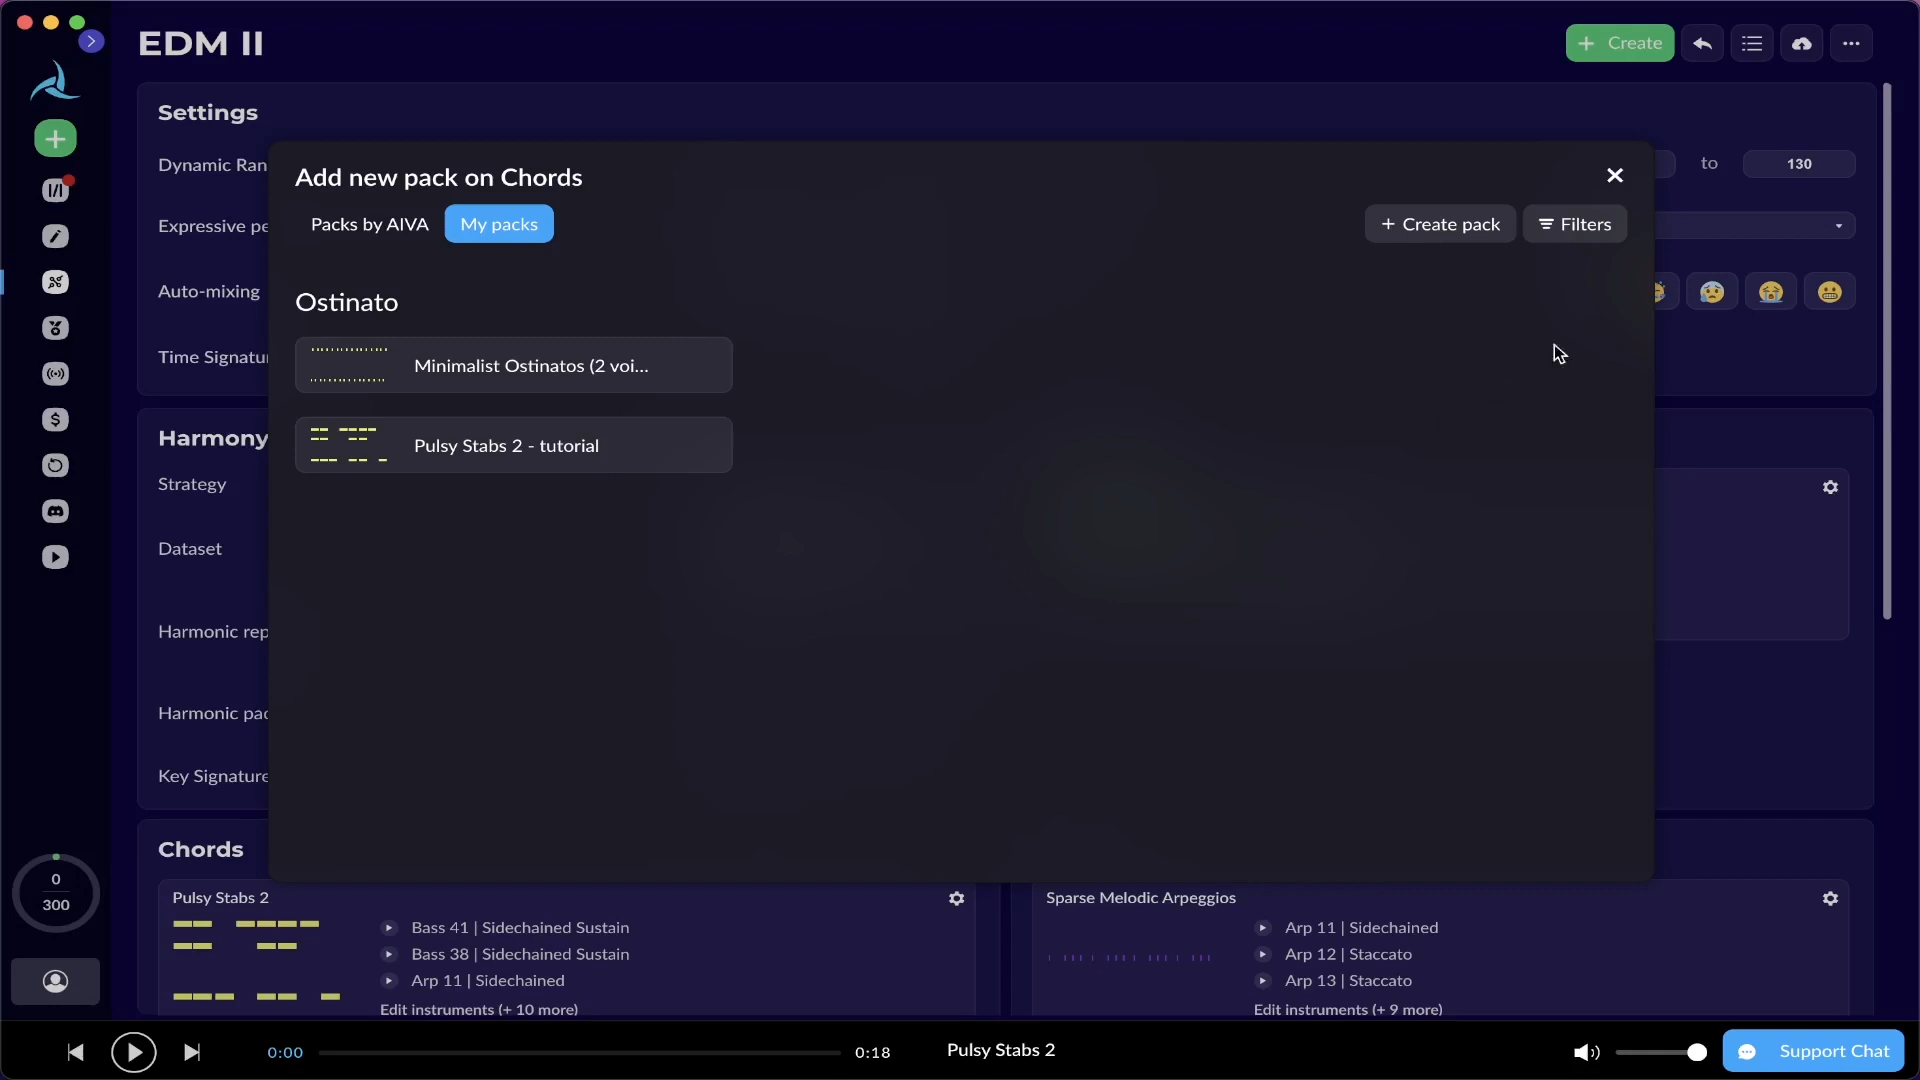 EDM II
+ Create
Settings
Dynamic Ran
to
130
Expressive pe
Auto-mixing
Time Signatu
Add new pack on Chords
Packs by AIVA
My packs
+ Create pack
Filters
Ostinato
Minimalist Ostinatos (2 voi...
Pulsy Stabs 2 - tutorial
Harmony
Strategy
Dataset
Harmonic rep
Harmonic pac
Key Signature
Chords
Pulsy Stabs 2
Bass 41 | Sidechained Sustain
Bass 38 | Sidechained Sustain
Arp 11 | Sidechained
Edit instruments (+ 10 more)
Sparse Melodic Arpeggios
Arp 11 | Sidechained
Arp 12 | Staccato
Arp 13 | Staccato
Edit instruments (+ 9 more)
0
300
0:00
0:18
Pulsy Stabs 2
Support Chat